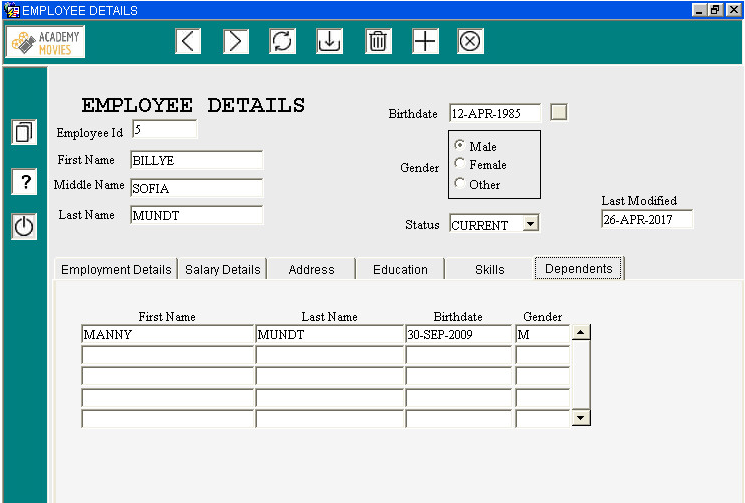 EMPLOYEE DETAILS
ACADEMY
MOVIES
?
EMPLOYEE DETAILS
Employee Id 5
First Name BILLYE
Middle Name SOFIA
Last Name MUNDT
Birthdate 12-APR-1985
Gender
Male
Female
Other
Status CURRENT
Last Modified
26-APR-2017
Employment Details Salary Details Address Education Skills Dependents
First Name Last Name Birthdate Gender
MANNY MUNDT 30-SEP-2009 M